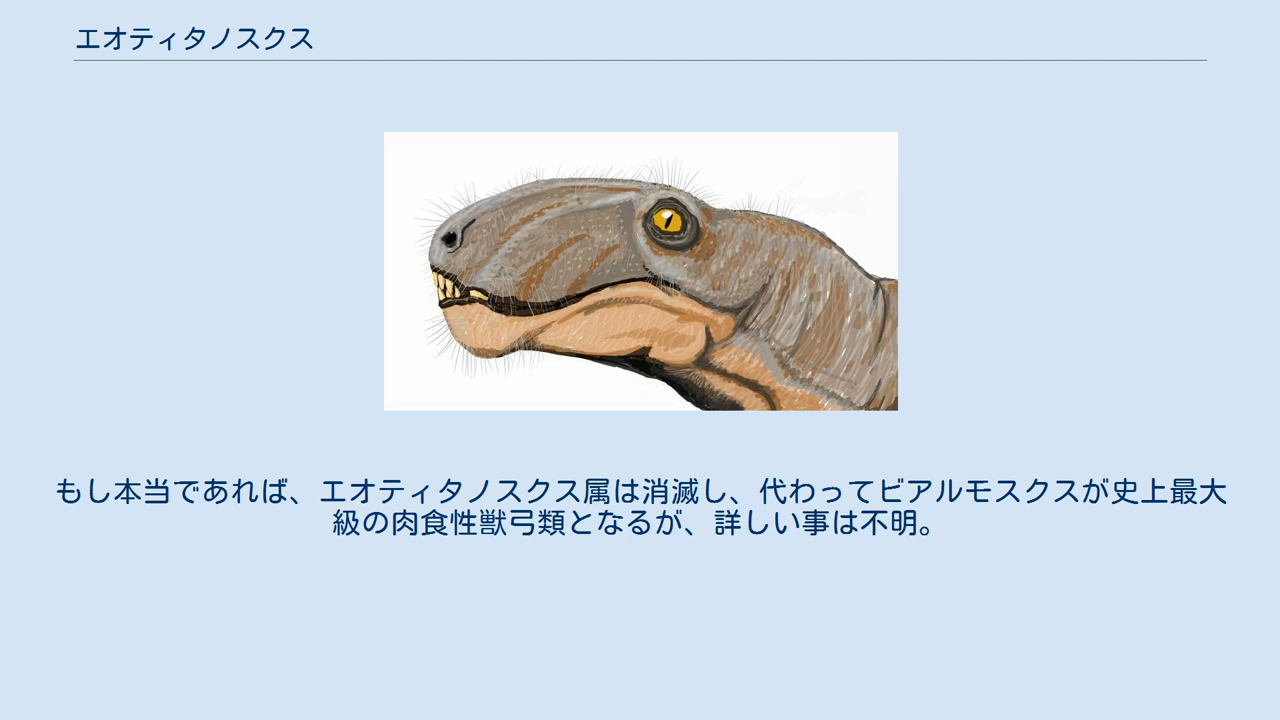 エオティタノスクス
もし本当であれば、エオティタノスクス属は消滅し、代わってビアルモスクスが史上最大
級の肉食性獣弓類となるが、詳しい事は不明。